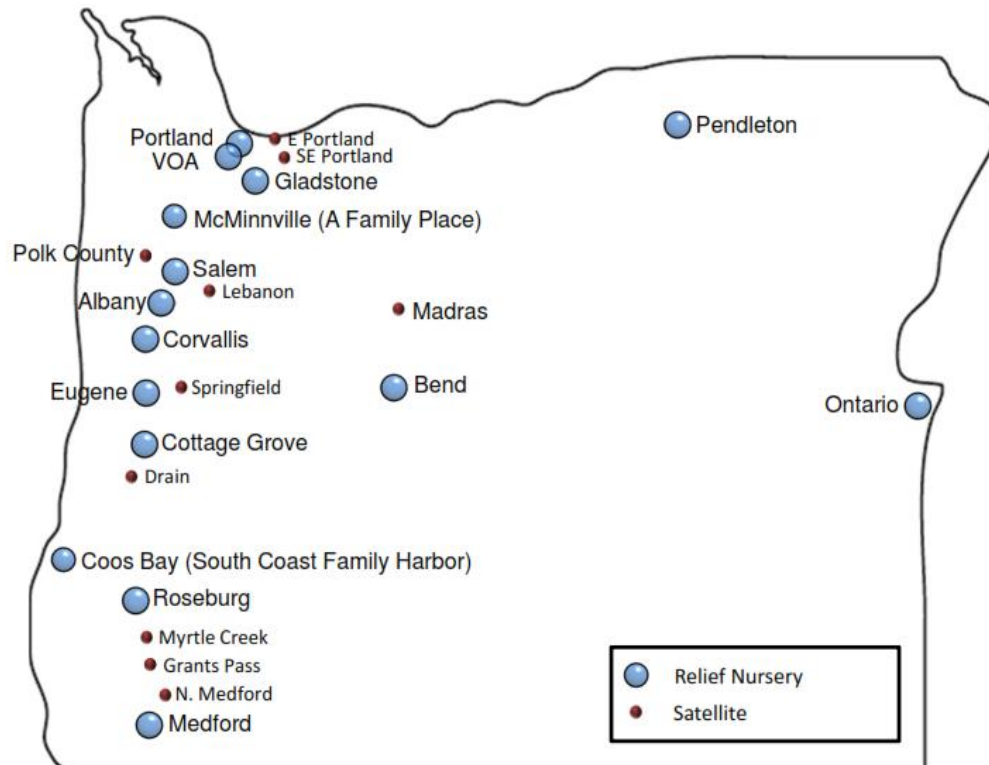 Portland
VOA
E Portland
SE Portland
Gladstone
Pendleton
McMinnville (A Family Place)
Polk County
Salem
Lebanon
Albany
Madras
Corvallis
Eugene
Springfield
Bend
Ontario
Cottage Grove
Drain
Coos Bay (South Coast Family Harbor)
Roseburg
Myrtle Creek
Grants Pass
N. Medford
Medford
Relief Nursery
Satellite